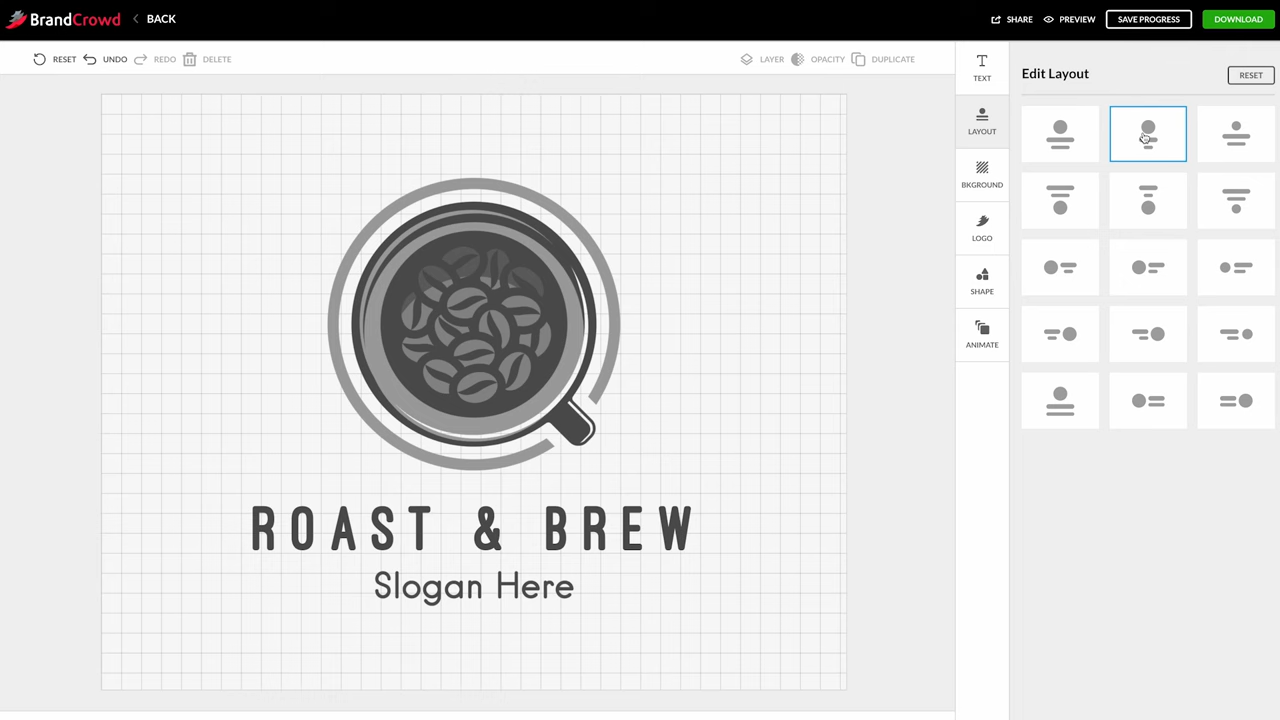 BrandCrowd BACK SHARE PREVIEW SAVE PROGRESS DOWNLOAD
RESET UNDO REDO DELETE LAYER OPACITY DUPLICATE
TEXT
LAYOUT
BKGROUND
LOGO
SHAPE
ANIMATE
Edit Layout RESET
ROAST & BREW
Slogan Here